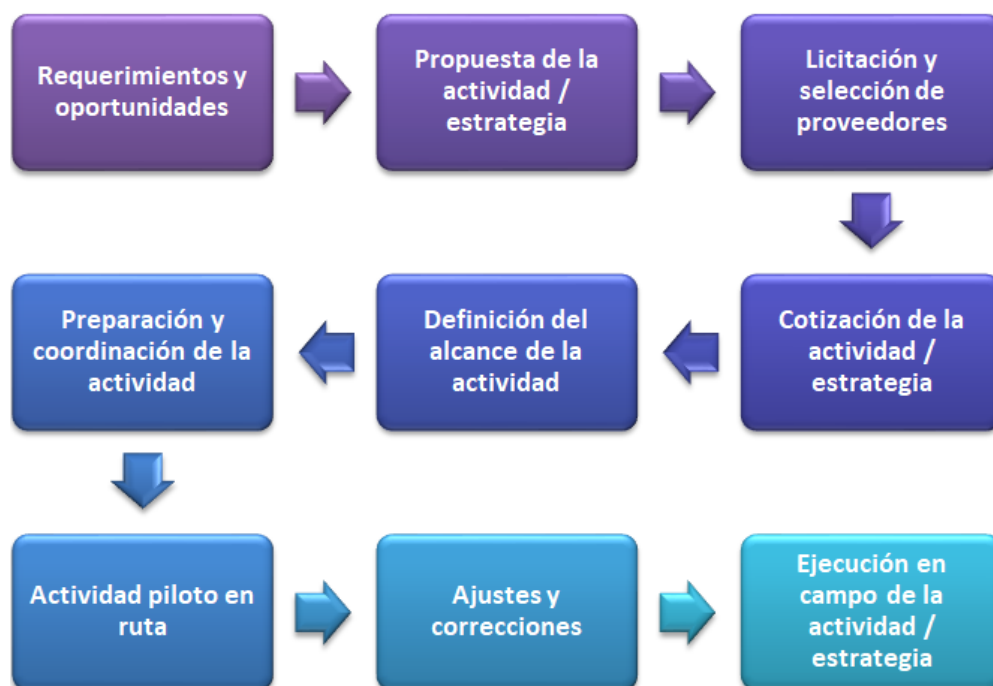 Requerimientos y
oportunidades
Propuesta de la
actividad /
estrategia
Licitación y
selección de
proveedores
Cotización de la
actividad /
estrategia
Definición del
alcance de la
actividad
Preparación y
coordinación de la
actividad
Actividad piloto en
ruta
Ajustes y
correcciones
Ejecución en
campo de la
actividad /
estrategia